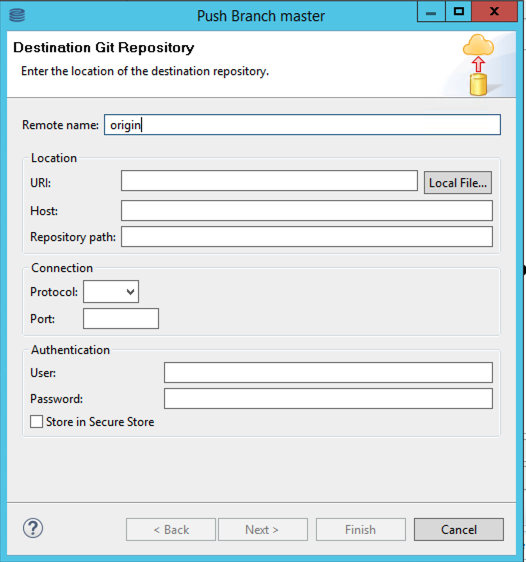 Push Branch master
Destination Git Repository
Enter the location of the destination repository.
Remote name: origin
Location
URI: Local File...
Host:
Repository path:
Connection
Protocol:
Port:
Authentication
User:
Password:
Store in Secure Store
? < Back Next > Finish Cancel